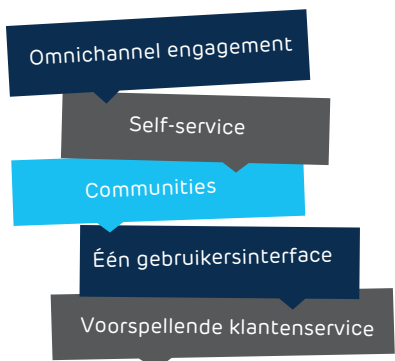 Omnichannel engagement
Self-service
Communities
Één gebruikersinterface
Voorspellende klantenservice